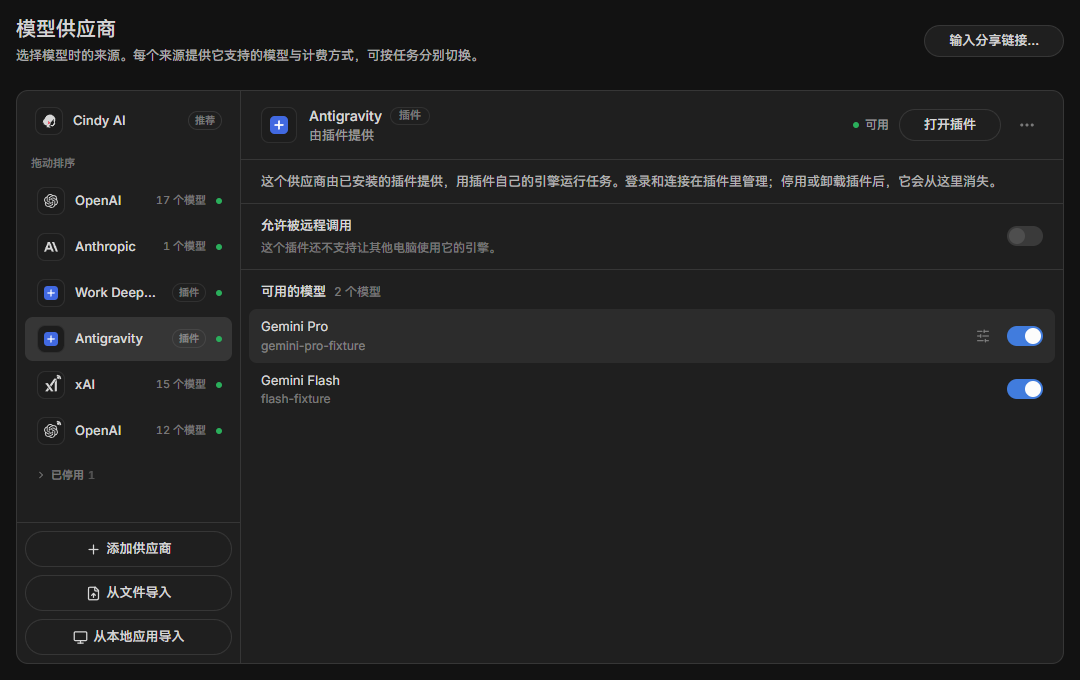 模型供应商
选择模型时的来源。每个来源提供它支持的模型与计费方式，可按任务分别切换。
输入分享链接...
Cindy AI 推荐
拖动排序
OpenAI 17 个模型
Anthropic 1 个模型
Work Deep... 插件
Antigravity 插件
xAI 15 个模型
OpenAI 12 个模型
已停用 1
添加供应商
从文件导入
从本地应用导入
Antigravity 插件
由插件提供
可用
打开插件
这个供应商由已安装的插件提供，用插件自己的引擎运行任务。登录和连接在插件里管理；停用或卸载插件后，它会从这里消失。
允许被远程调用
这个插件还不支持让其他电脑使用它的引擎。
可用的模型 2 个模型
Gemini Pro
gemini-pro-fixture
Gemini Flash
flash-fixture